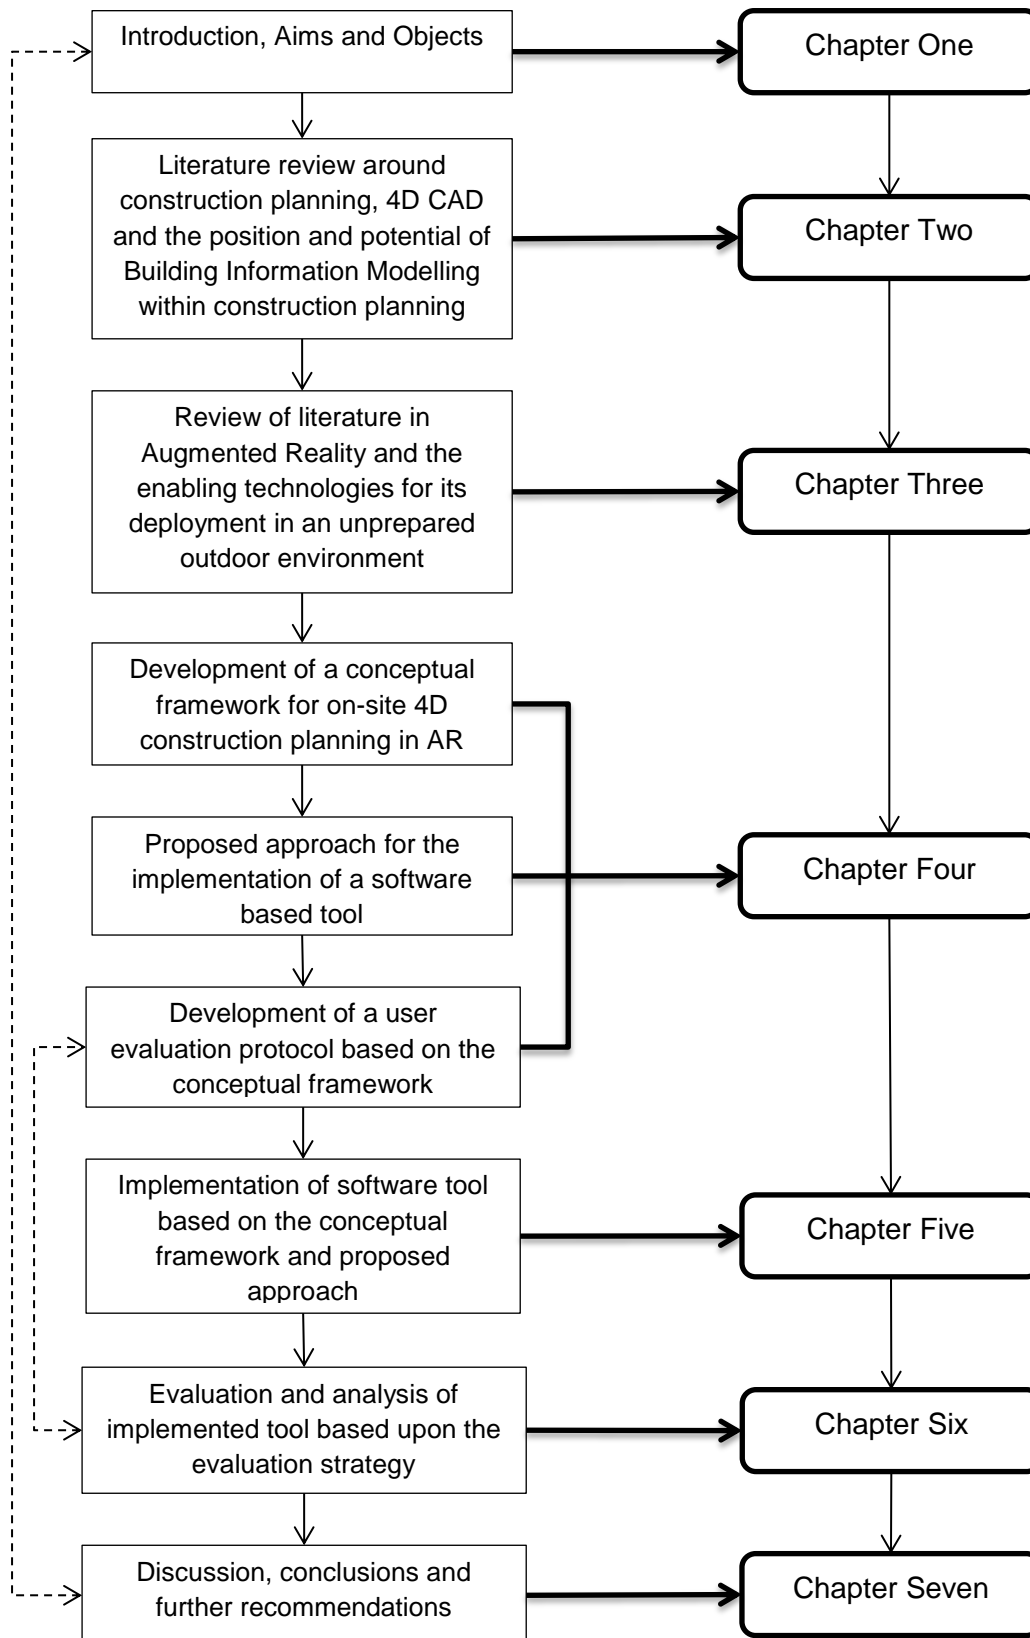 Introduction, Aims and Objects
Chapter One
Literature review around
construction planning, 4D CAD
and the position and potential of
Building Information Modelling
within construction planning
Chapter Two
Review of literature in
Augmented Reality and the
enabling technologies for its
deployment in an unprepared
outdoor environment
Chapter Three
Development of a conceptual
framework for on-site 4D
construction planning in AR
Proposed approach for the
implementation of a software
based tool
Chapter Four
Development of a user
evaluation protocol based on the
conceptual framework
Implementation of software tool
based on the conceptual
framework and proposed
approach
Chapter Five
Evaluation and analysis of
implemented tool based upon the
evaluation strategy
Chapter Six
Discussion, conclusions and
further recommendations
Chapter Seven